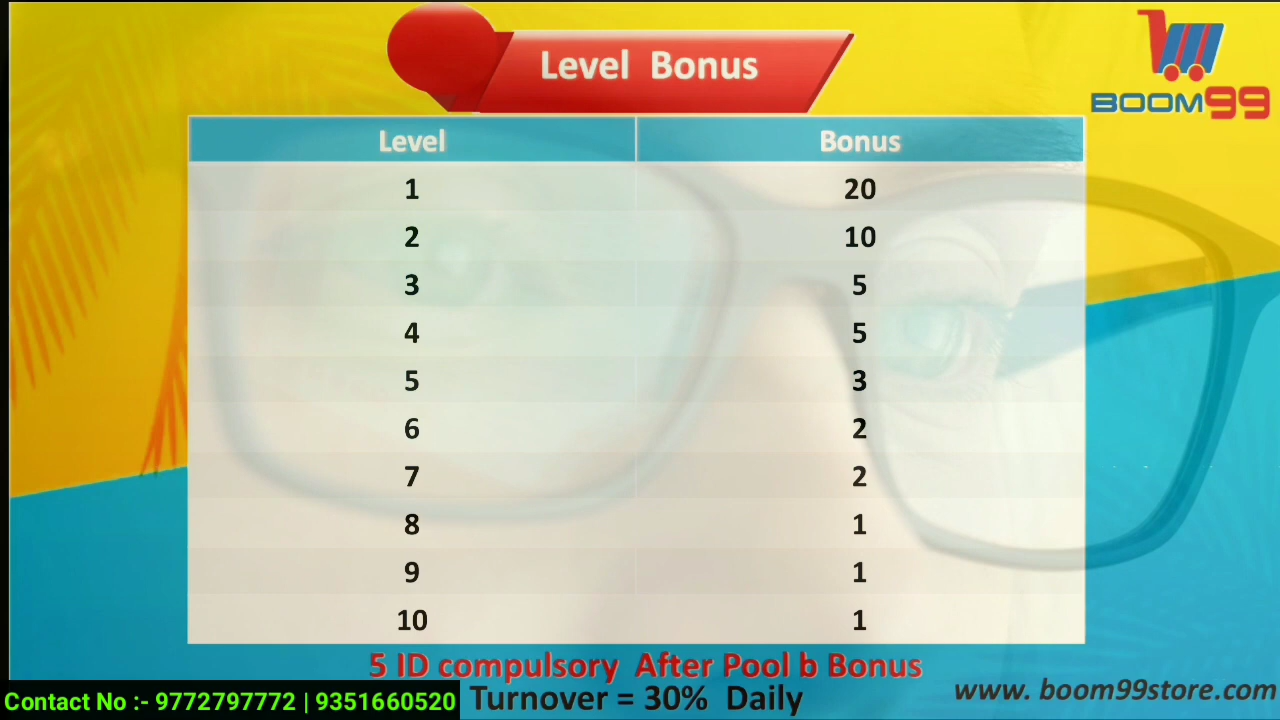 Level Bonus
BOOM99
Level Bonus
1 20
2 10
3 5
4 5
5 3
6 2
7 2
8 1
9 1
10 1
5 ID compulsory After Pool b Bonus
Contact No :- 9772797772 | 9351660520
Turnover = 30% Daily
www. boom99store.com